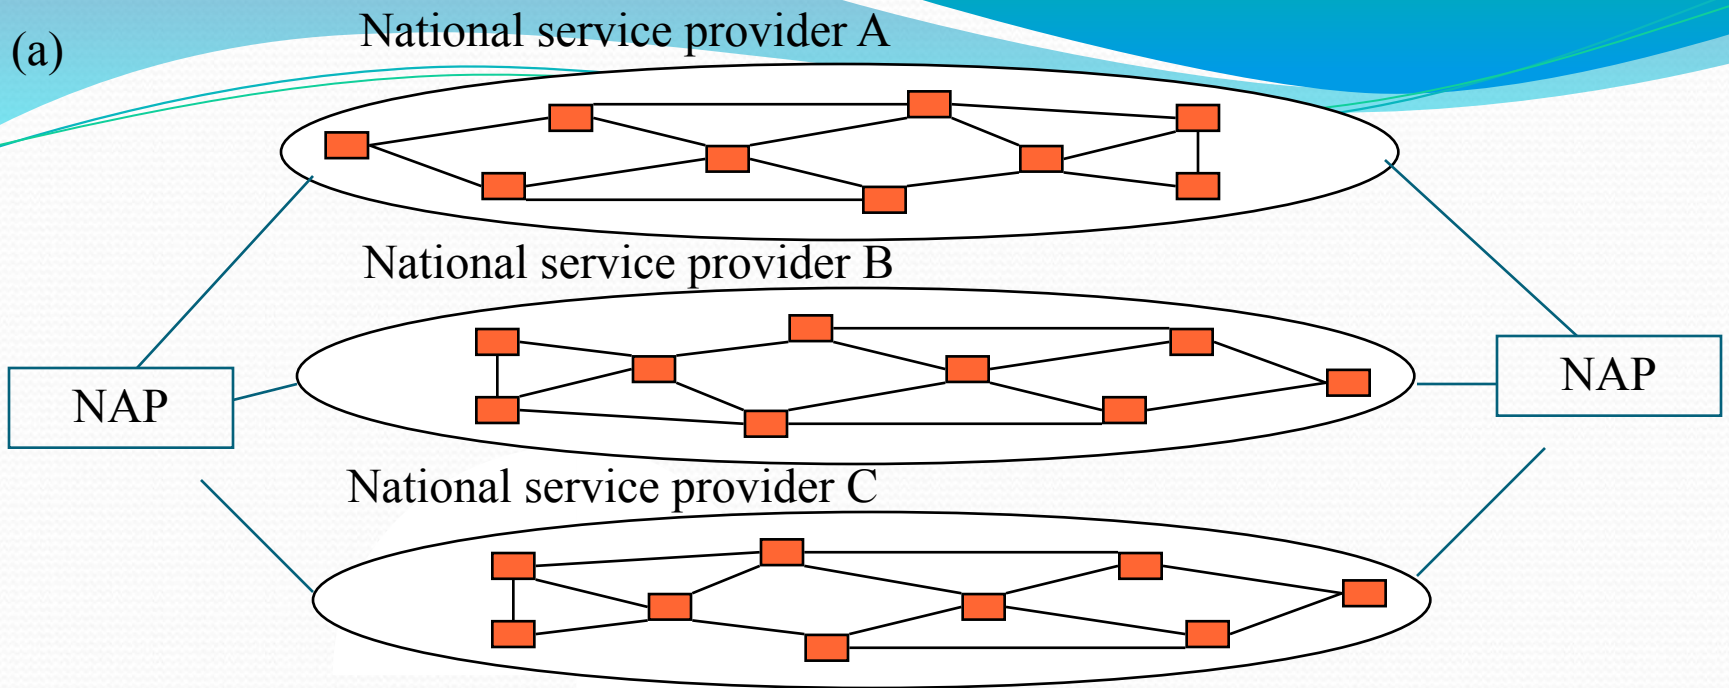 (a)
National service provider A
National service provider B
NAP
NAP
National service provider C